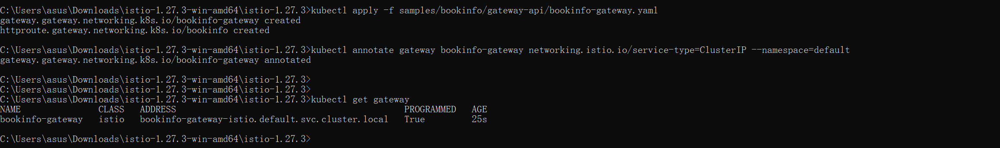 C:\Users\asus\Downloads\istio-1.27.3-win-amd64\istio-1.27.3>kubectl apply -f samples/bookinfo/gateway-api/bookinfo-gateway.yaml
gateway.gateway.networking.k8s.io/bookinfo-gateway created
httproute.gateway.networking.k8s.io/bookinfo created
C:\Users\asus\Downloads\istio-1.27.3-win-amd64\istio-1.27.3>kubectl annotate gateway bookinfo-gateway networking.istio.io/service-type=ClusterIP --namespace=default
gateway.gateway.networking.k8s.io/bookinfo-gateway annotated
C:\Users\asus\Downloads\istio-1.27.3-win-amd64\istio-1.27.3>
C:\Users\asus\Downloads\istio-1.27.3-win-amd64\istio-1.27.3>
C:\Users\asus\Downloads\istio-1.27.3-win-amd64\istio-1.27.3>kubectl get gateway
NAME CLASS ADDRESS PROGRAMMED AGE
bookinfo-gateway istio bookinfo-gateway-istio.default.svc.cluster.local True 25s
C:\Users\asus\Downloads\istio-1.27.3-win-amd64\istio-1.27.3>